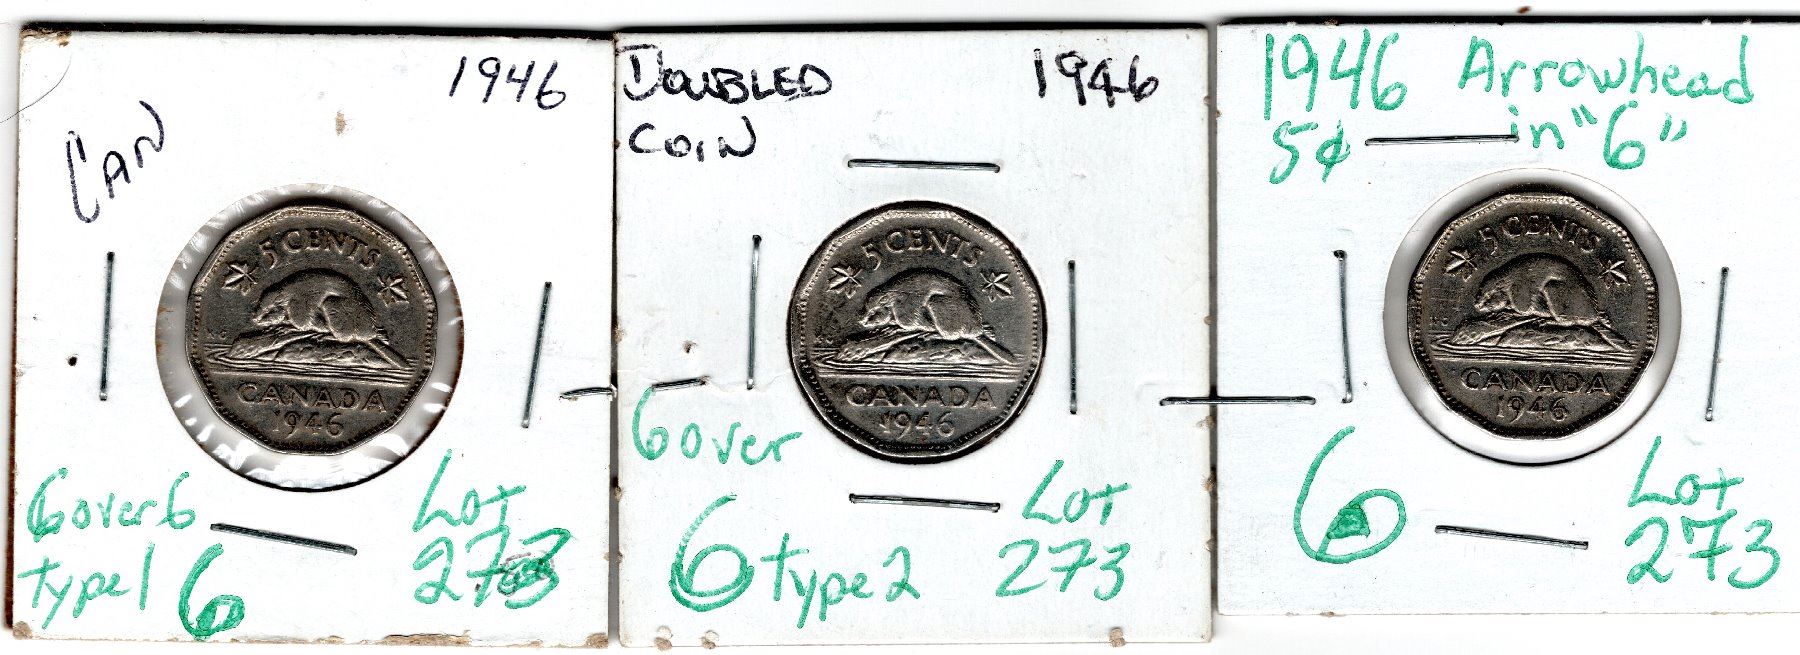 1946
CAN
5 CENTS
K G
CANADA
1946
6 over 6
type 1 6
Lot
273
DOUBLED
COIN
1946
5 CENTS
CANADA
1946
6 over
6 type 2
Lot
273
1946 Arrowhead
5¢ in "6"
5 CENTS
CANADA
1946
6
Lot
273